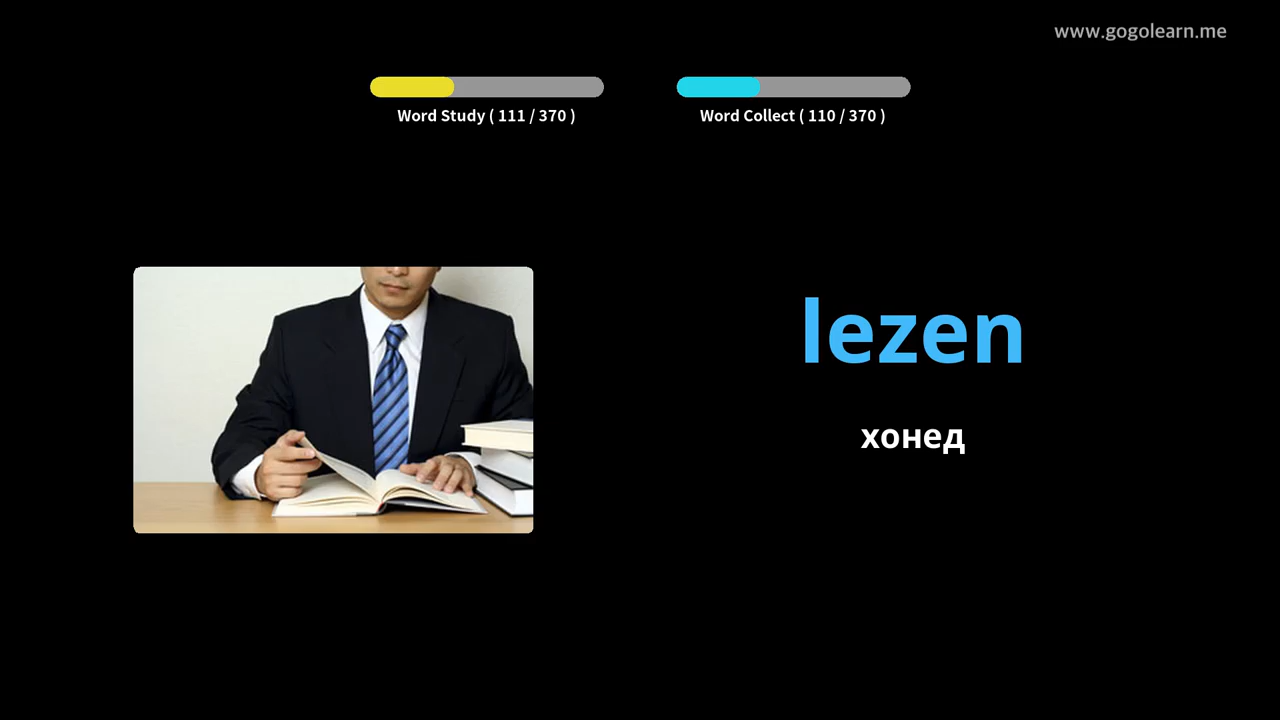 www.gogolearn.me
Word Study ( 111 / 370 )
Word Collect ( 110 / 370 )
lezen
хонед